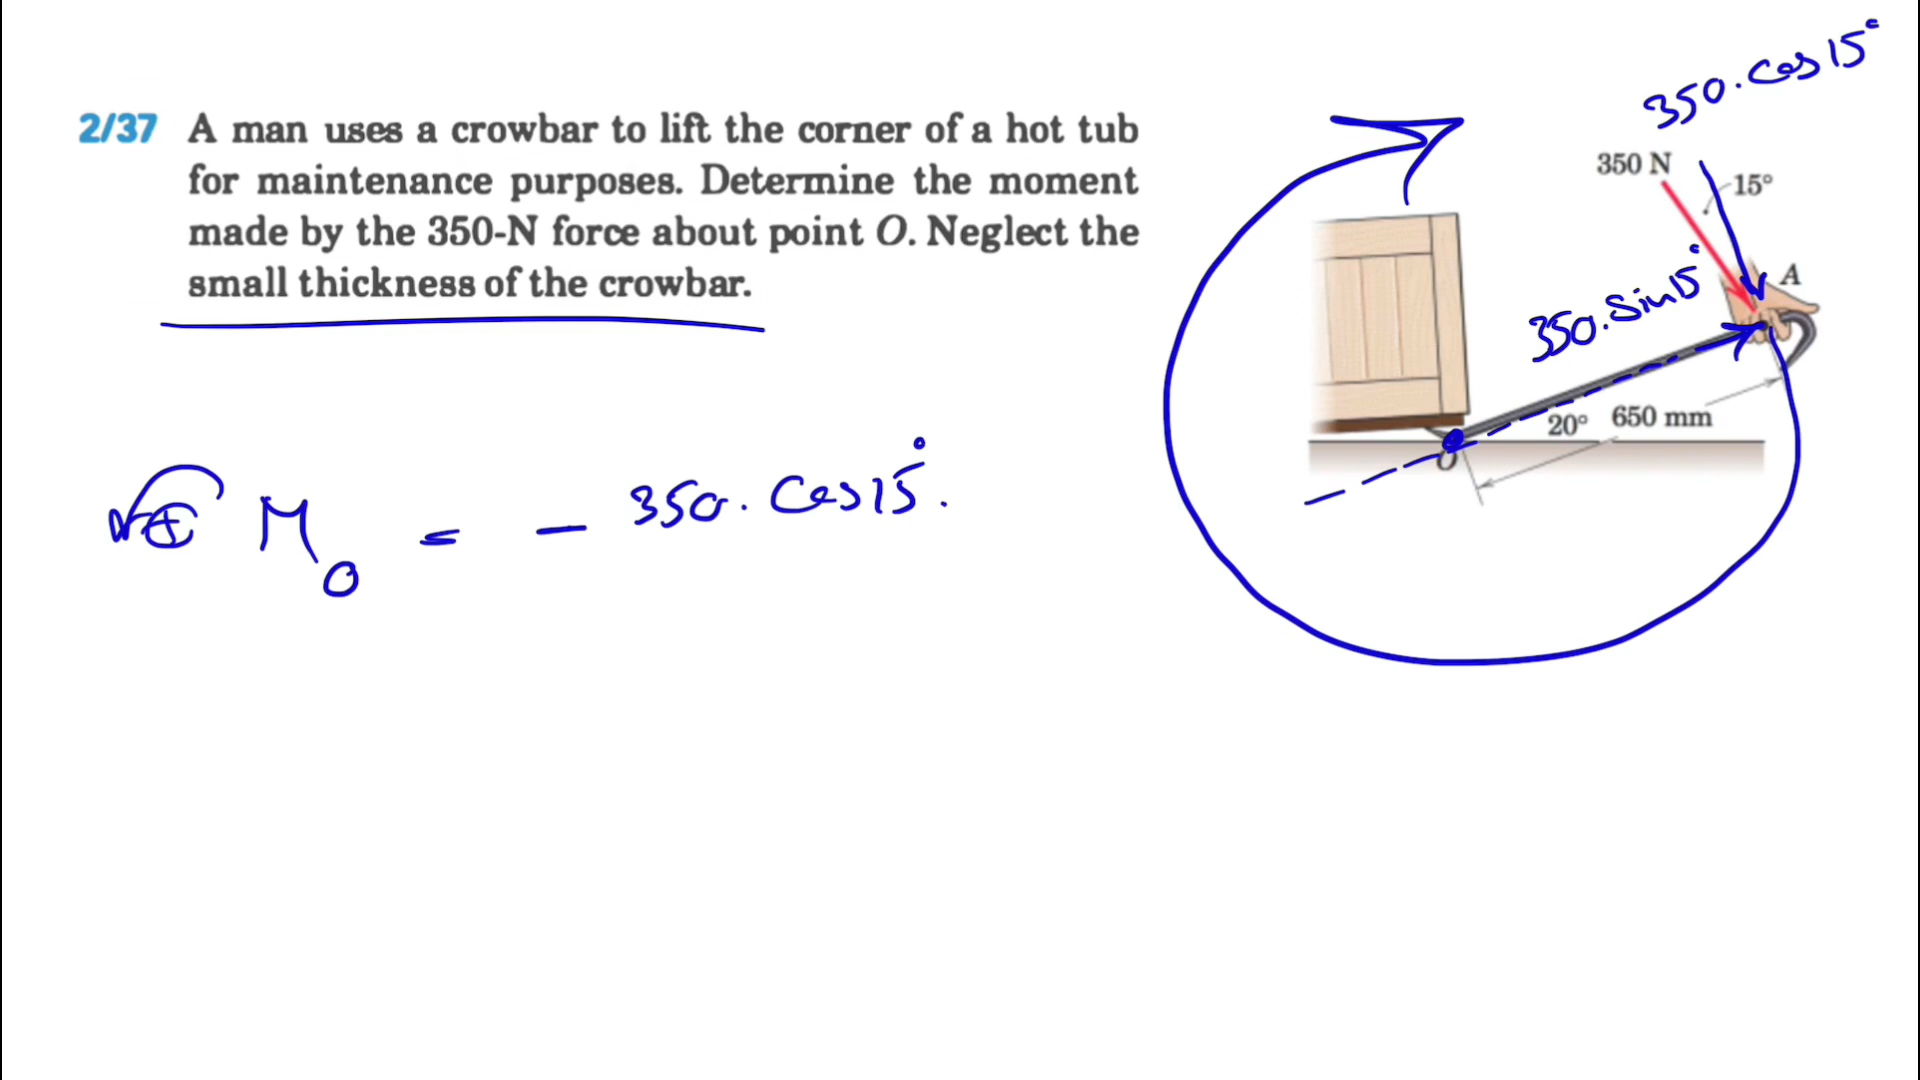 2/37 A man uses a crowbar to lift the corner of a hot tub
for maintenance purposes. Determine the moment
made by the 350-N force about point O. Neglect the
small thickness of the crowbar.
350.cos15°
350 N
15°
A
350.sin15°
20°
650 mm
O
+ M_O = - 350. cos15°.